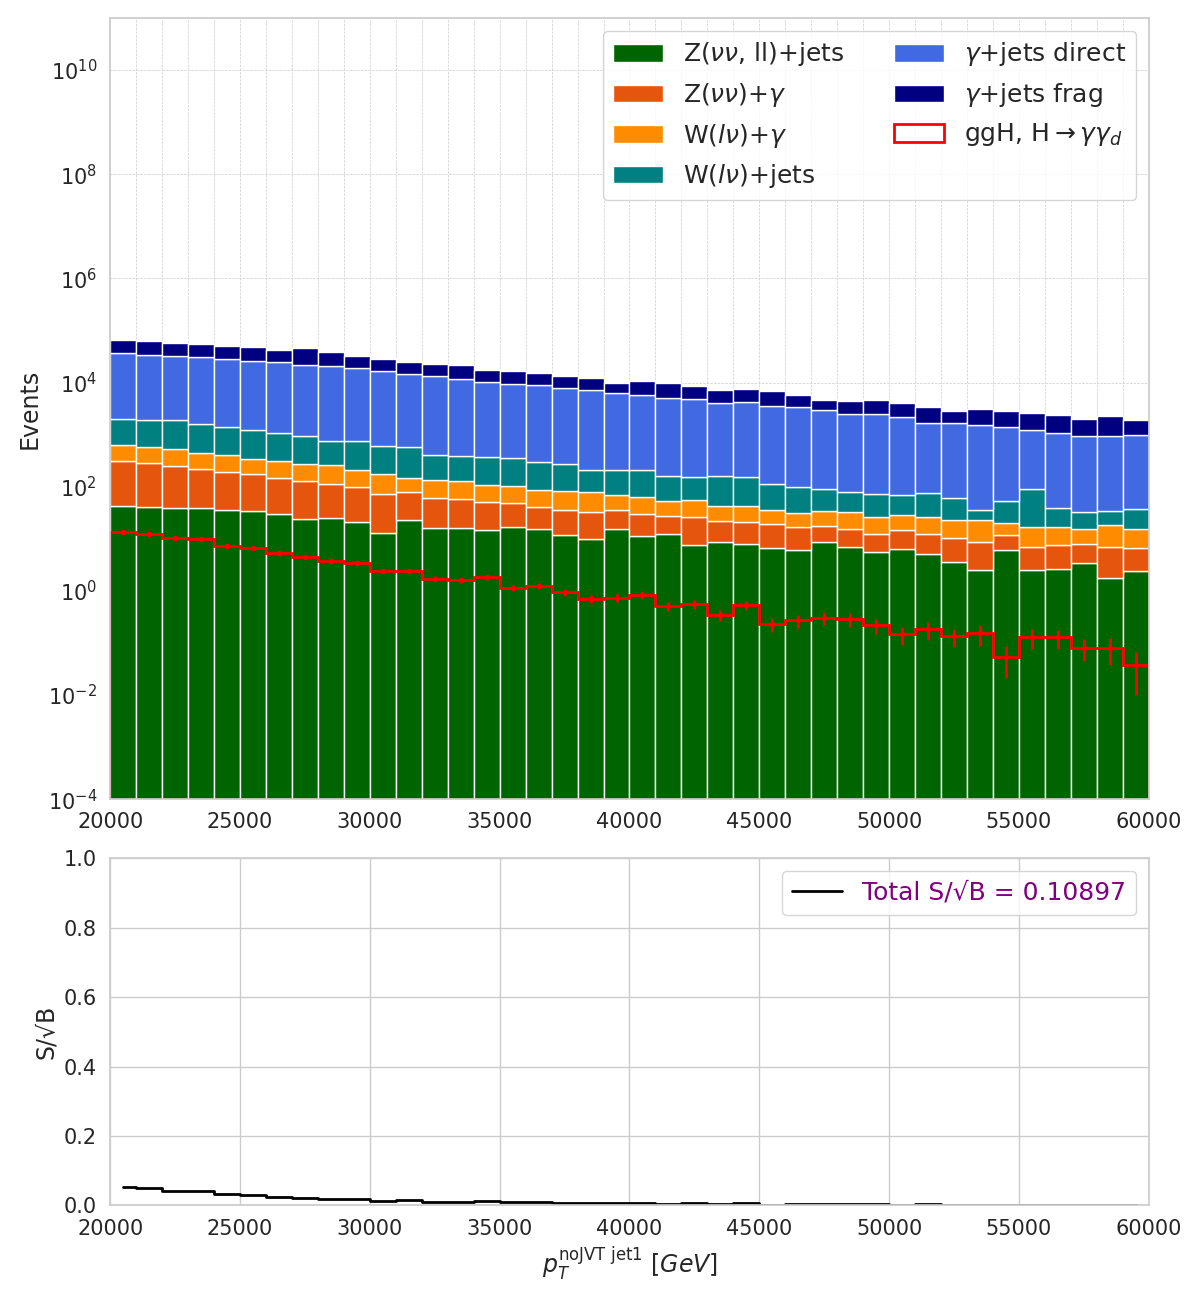 Z(νν, ll)+jets
Z(νν)+γ
W(lν)+γ
W(lν)+jets
γ+jets direct
γ+jets frag
ggH, H→γγ_d
Events
10^10
10^8
10^6
10^4
10^2
10^0
10^−2
10^−4
20000 25000 30000 35000 40000 45000 50000 55000 60000
Total S/√B = 0.10897
S/√B
1.0
0.8
0.6
0.4
0.2
0.0
20000 25000 30000 35000 40000 45000 50000 55000 60000
p_T^noJVT jet1 [GeV]